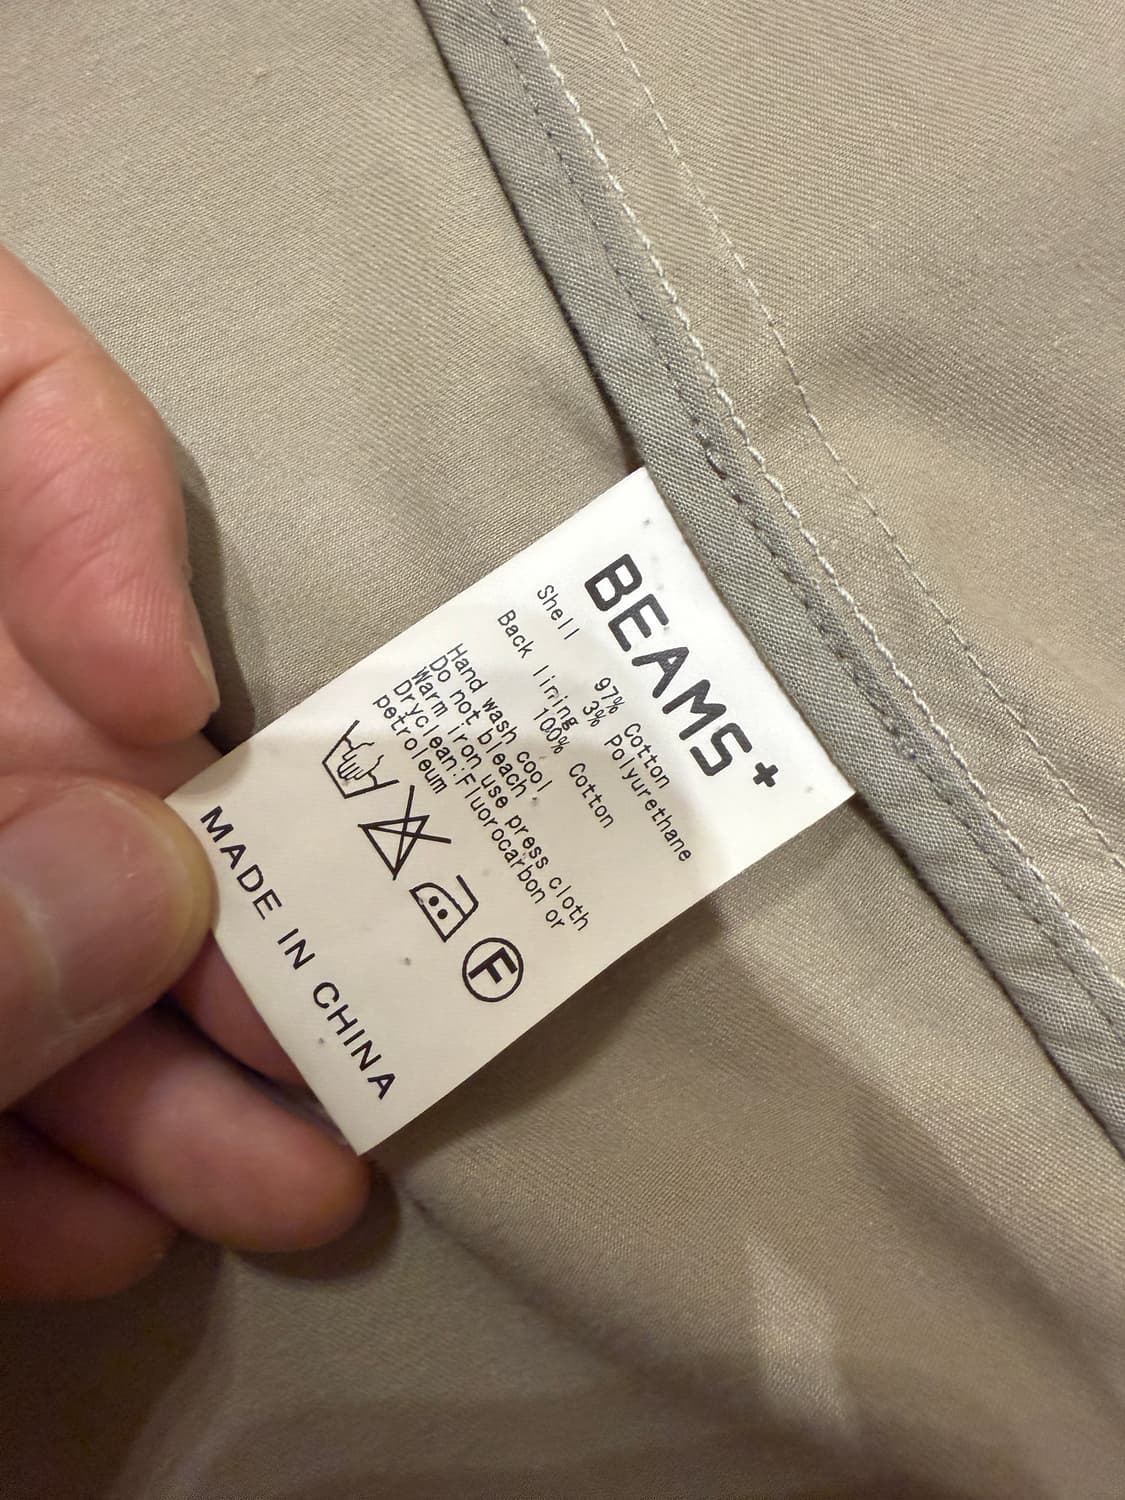 BEAMS+
Shell 97% Cotton
3% Polyurethane
Back lining
100% Cotton
Hand wash cool
Do not bleach.
Warm iron use press cloth
Dryclean:Fluorocarbon or
petroleum
F
MADE IN CHINA